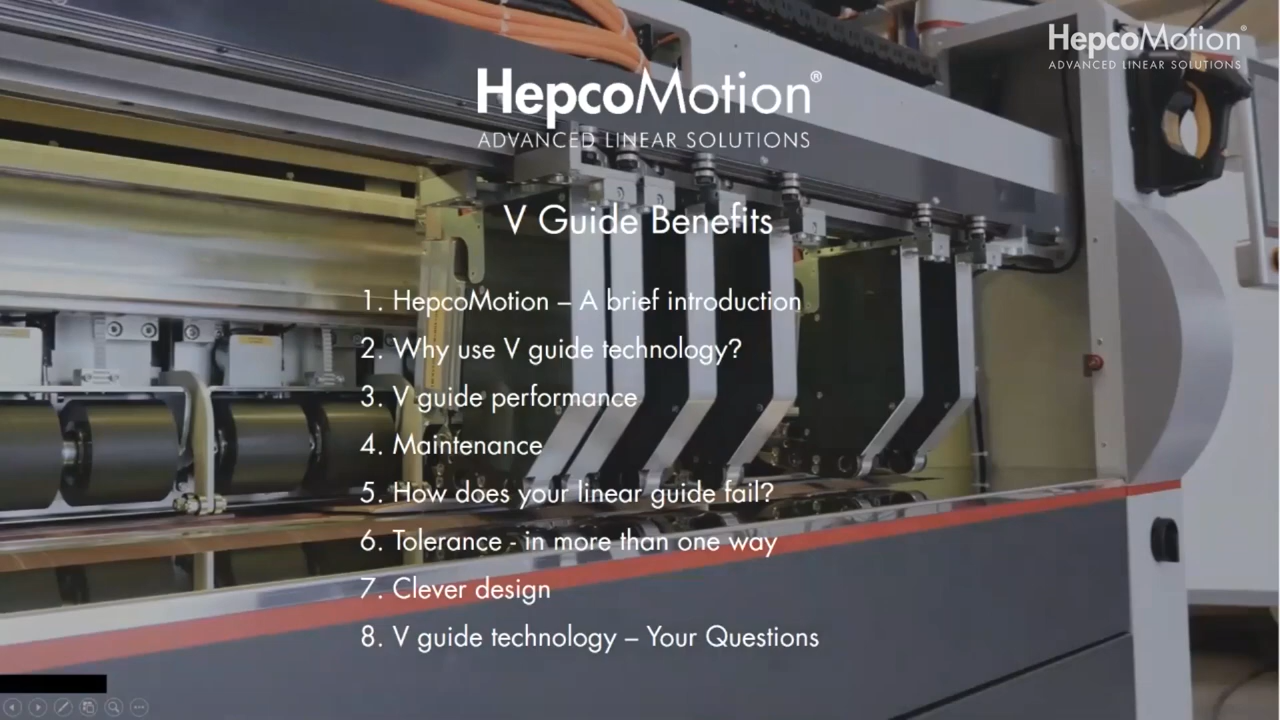 HepcoMotion®
ADVANCED LINEAR SOLUTIONS
HepcoMotion®
ADVANCED LINEAR SOLUTIONS
V Guide Benefits
1. HepcoMotion – A brief introduction
2. Why use V guide technology?
3. V guide performance
4. Maintenance
5. How does your linear guide fail?
6. Tolerance - in more than one way
7. Clever design
8. V guide technology – Your Questions